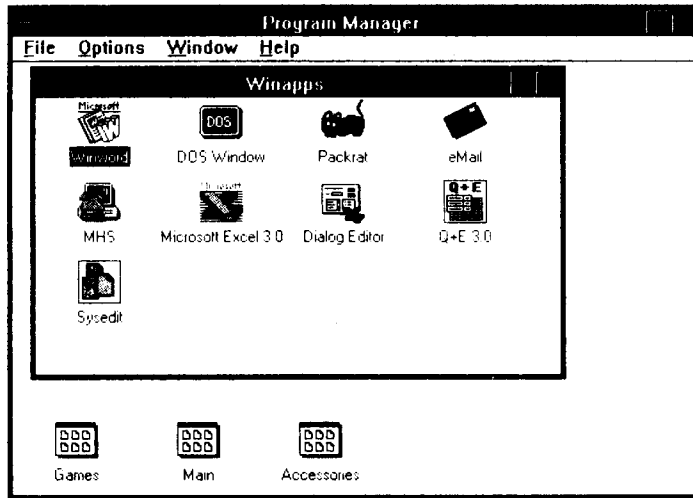 Program Manager
File Options Window Help
Winapps
Microsoft
DOS
Winword DOS Window Packrat eMail
Microsoft
Q+E
MHS Microsoft Excel 3.0 Dialog Editor Q+E 3.0
Sysedit
Games Main Accessories